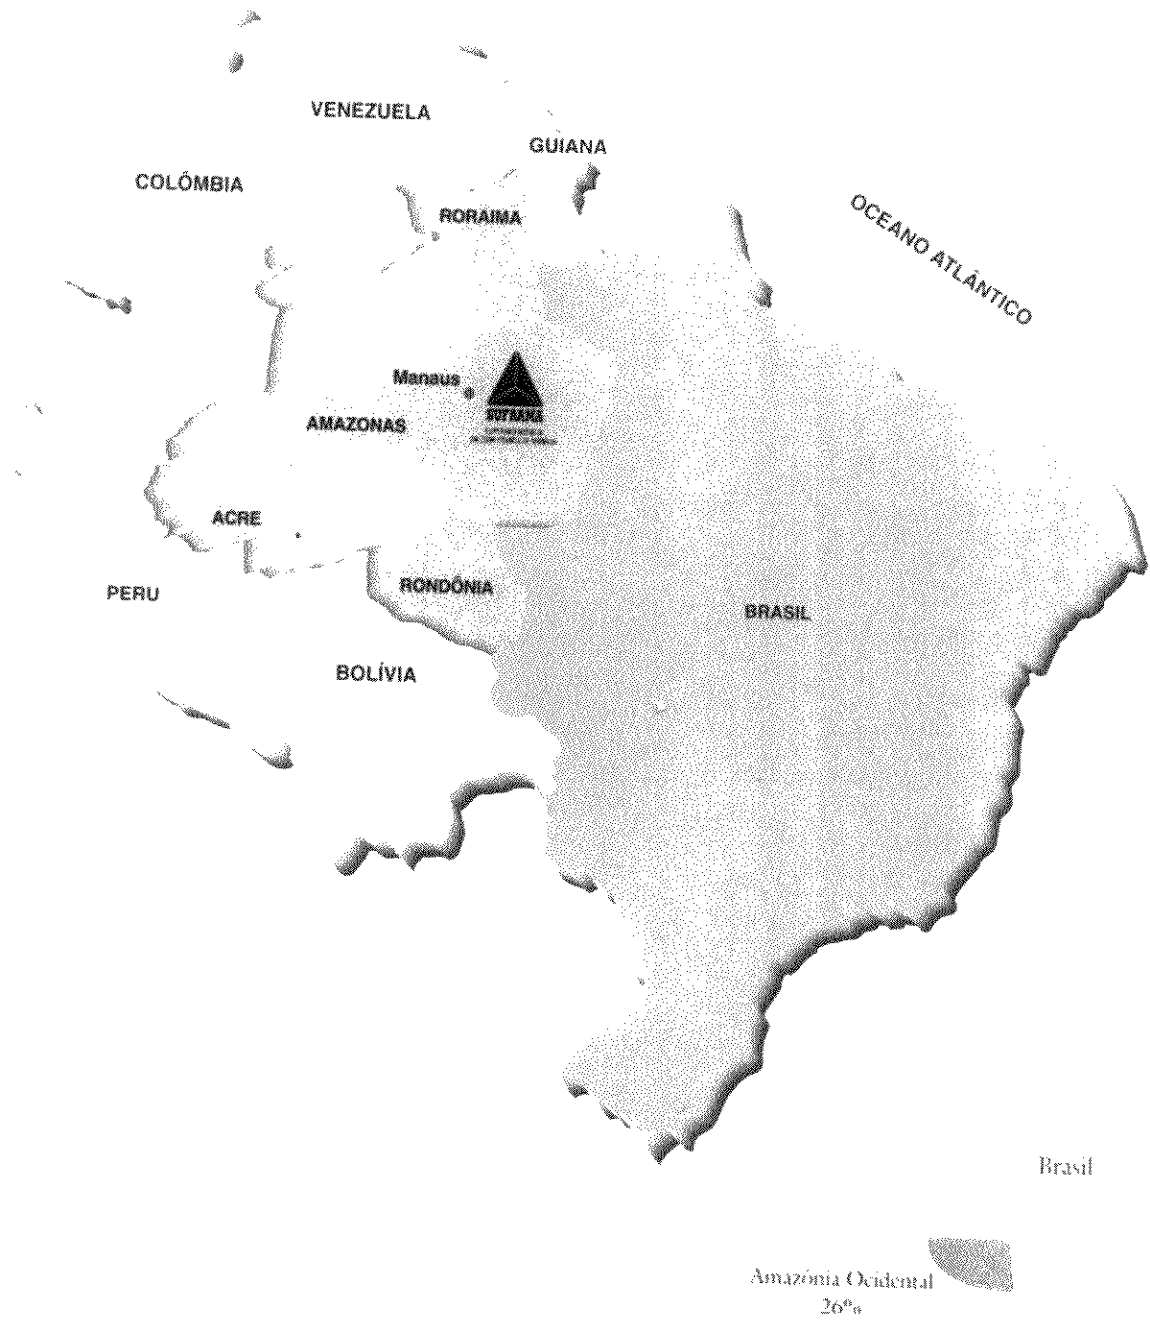 VENEZUELA
GUIANA
COLÔMBIA
RORAIMA
OCEANO ATLÂNTICO
Manaus
SUFRAMA
AMAZONAS
ACRE
RONDÔNIA
PERU
BRASIL
BOLÍVIA
Brasil
Amazônia Ocidental
26%